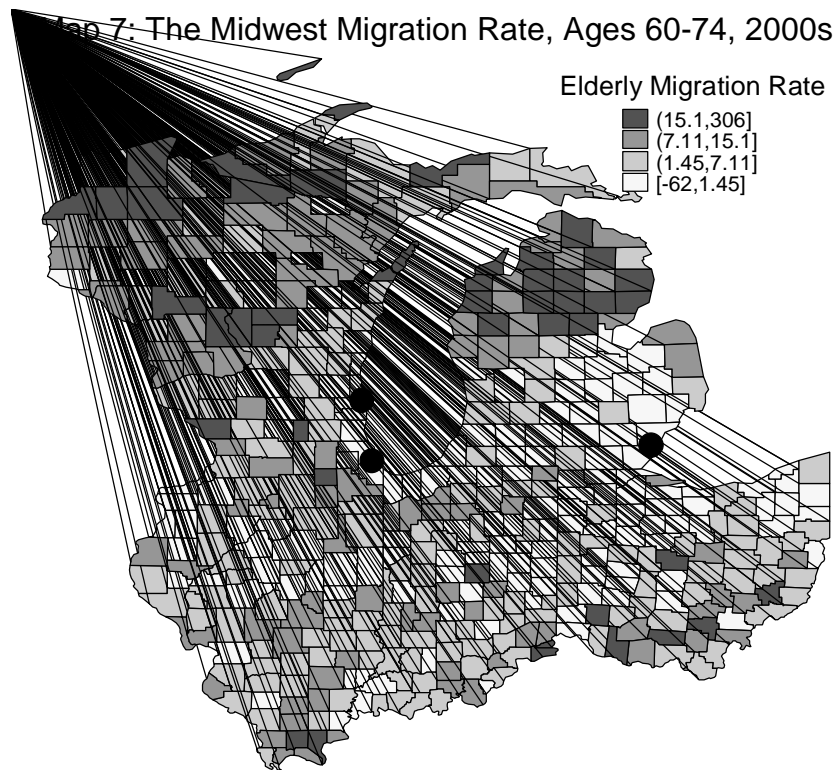 Map 7: The Midwest Migration Rate, Ages 60-74, 2000s
Elderly Migration Rate
(15.1,306]
(7.11,15.1]
(1.45,7.11]
[-62,1.45]